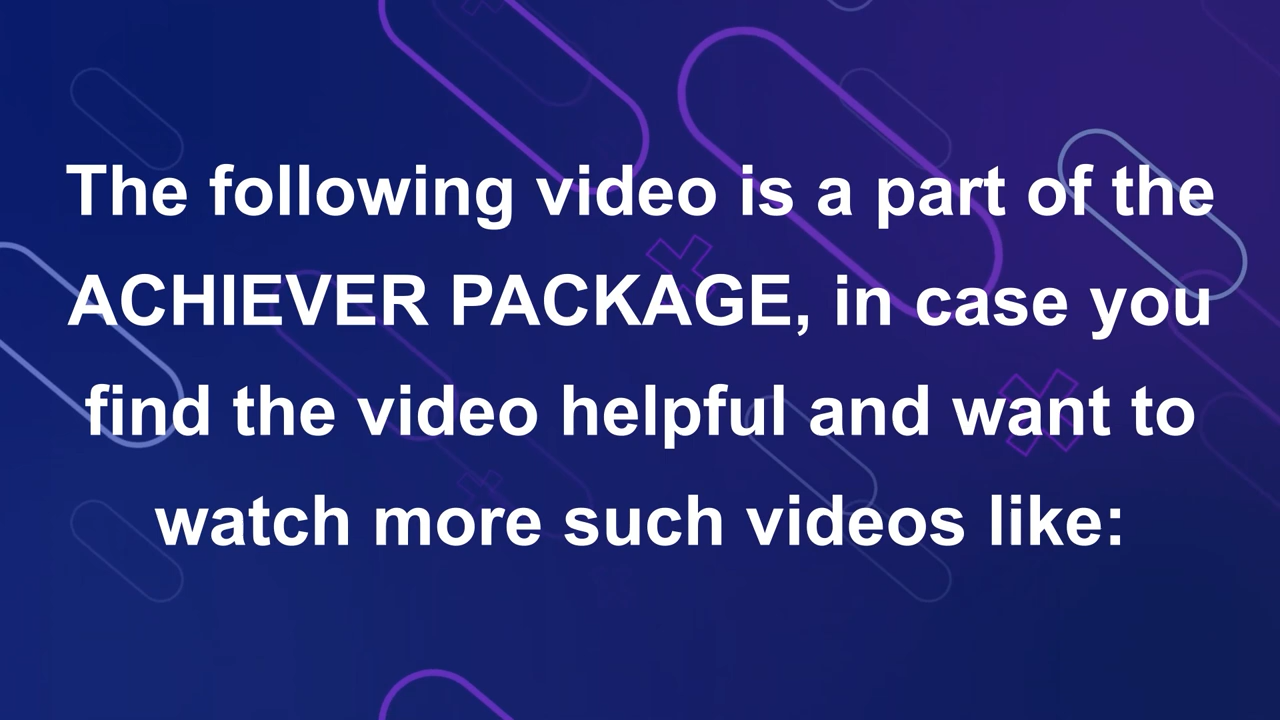 The following video is a part of the
ACHIEVER PACKAGE, in case you
find the video helpful and want to
watch more such videos like: